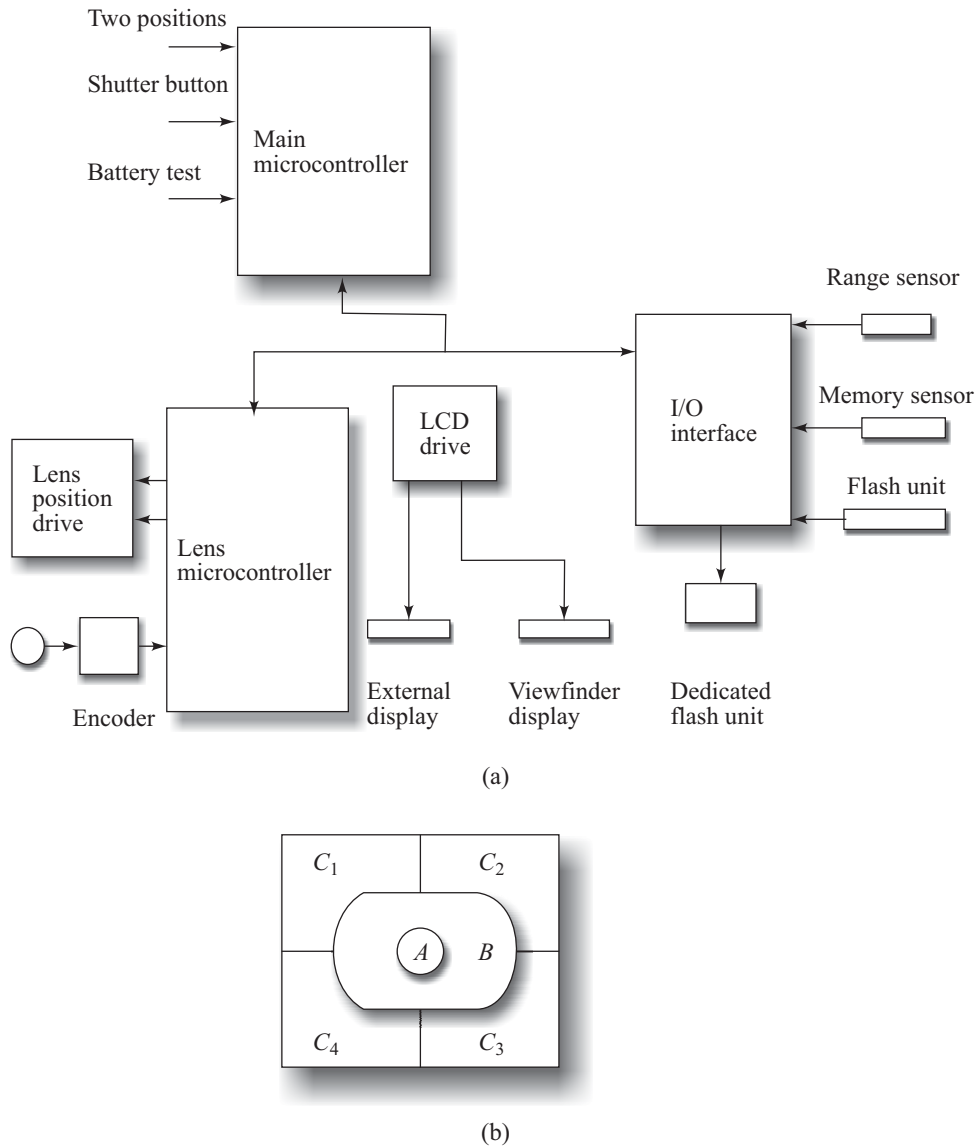 Two positions
Shutter button
Battery test
Main
microcontroller
Range sensor
Memory sensor
Flash unit
I/O
interface
LCD
drive
Lens
position
drive
Lens
microcontroller
Encoder
External
display
Viewfinder
display
Dedicated
flash unit
(a)
C₁
C₂
A
B
C₄
C₃
(b)